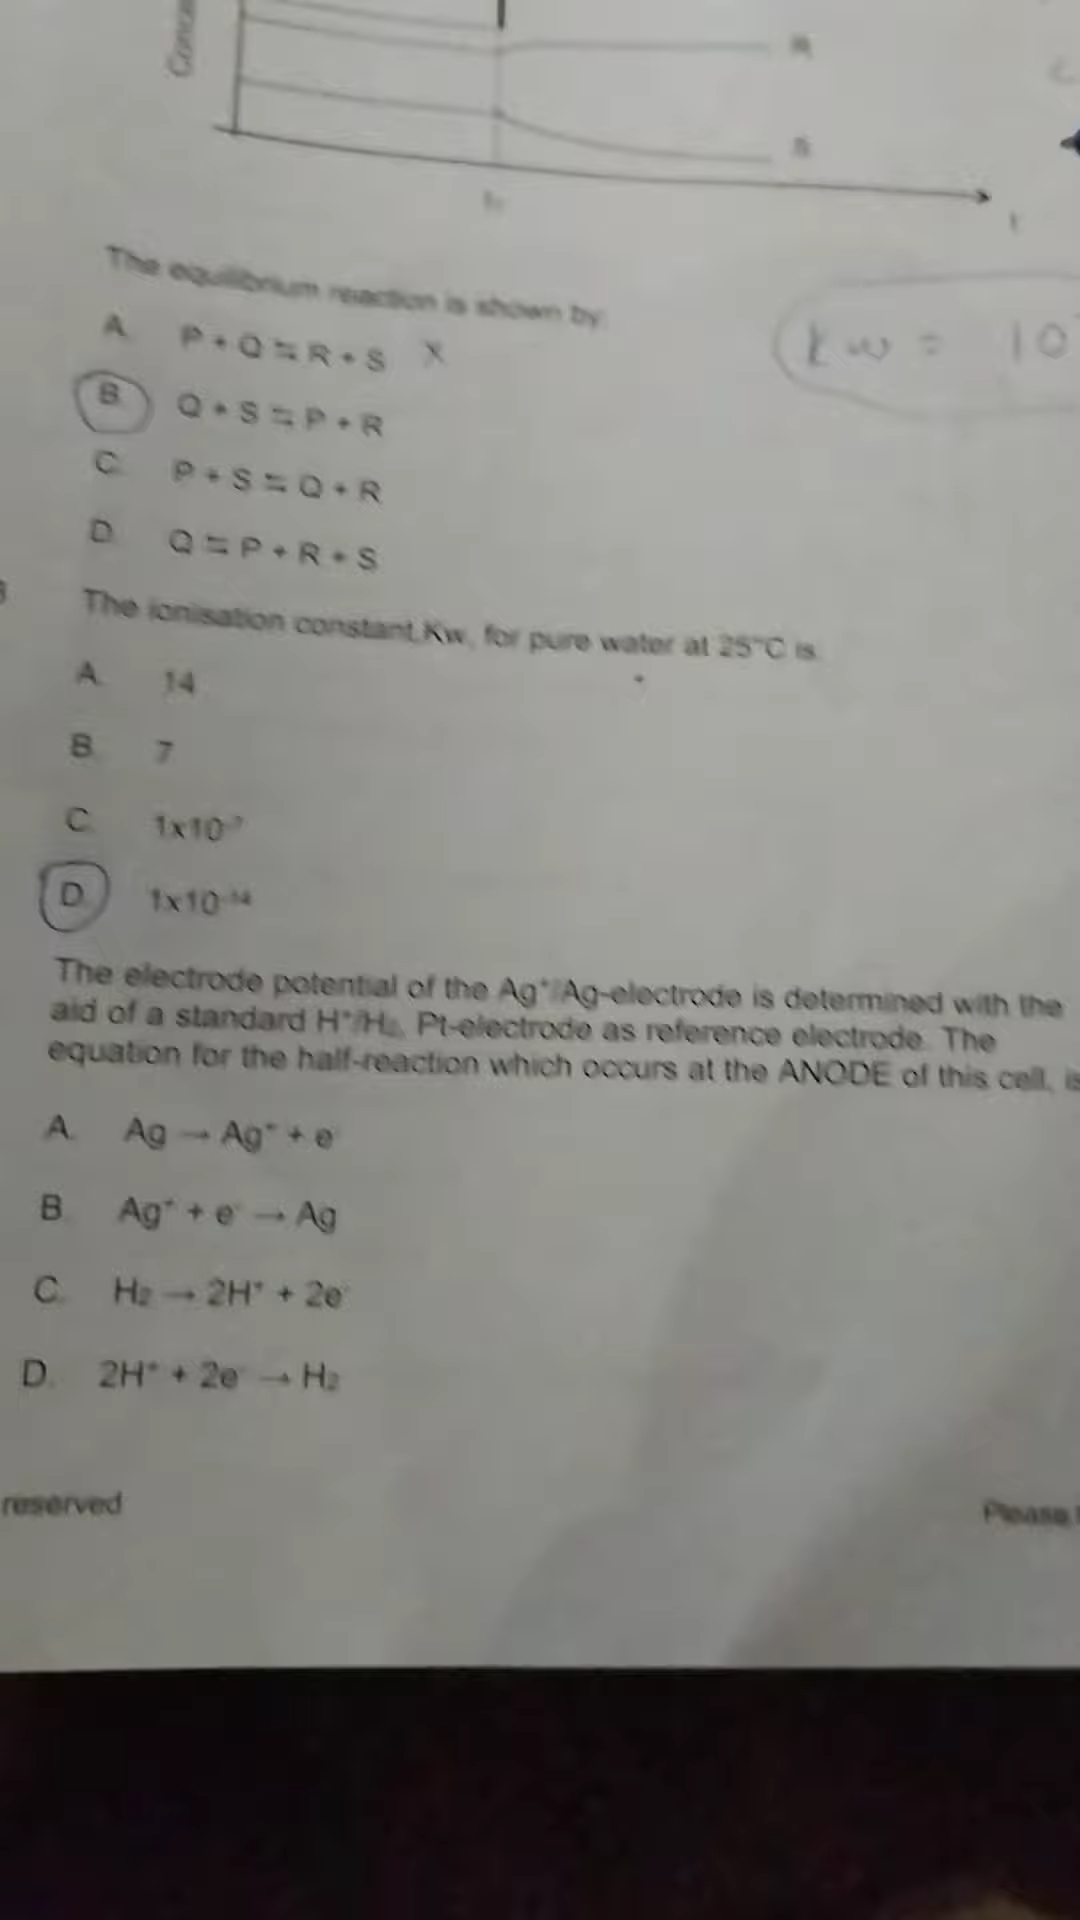 R
The equilibrium reaction is shown by:
A. P + Q ⇌ R + S X
B. Q + S ⇌ P + R
C. P + S ⇌ Q + R
D. Q ⇌ P + R + S
The ionisation constant, Kw, for pure water at 25°C is
A. 14
B. 7
C. 1x10⁻⁷
D. 1x10⁻¹⁴
Kw = 10
The electrode potential of the Ag⁺/Ag-electrode is determined with the
aid of a standard H⁺/H₂, Pt-electrode as reference electrode. The
equation for the half-reaction which occurs at the ANODE of this cell, is
A. Ag → Ag⁺ + e⁻
B. Ag⁺ + e⁻ → Ag
C. H₂ → 2H⁺ + 2e⁻
D. 2H⁺ + 2e⁻ → H₂
reserved
Please